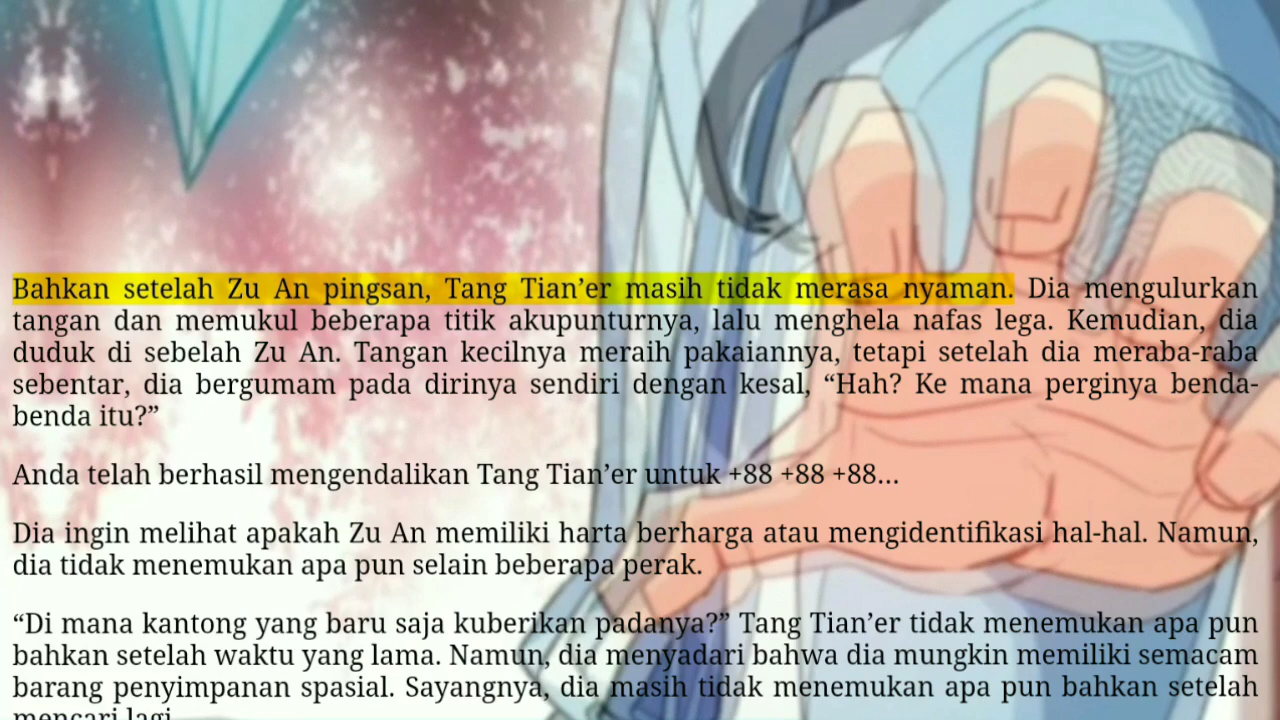 Bahkan setelah Zu An pingsan, Tang Tian’er masih tidak merasa nyaman. Dia mengulurkan
tangan dan memukul beberapa titik akupunturnya, lalu menghela nafas lega. Kemudian, dia
duduk di sebelah Zu An. Tangan kecilnya meraih pakaiannya, tetapi setelah dia meraba-raba
sebentar, dia bergumam pada dirinya sendiri dengan kesal, “Hah? Ke mana perginya benda-
benda itu?”
Anda telah berhasil mengendalikan Tang Tian’er untuk +88 +88 +88…
Dia ingin melihat apakah Zu An memiliki harta berharga atau mengidentifikasi hal-hal. Namun,
dia tidak menemukan apa pun selain beberapa perak.
“Di mana kantong yang baru saja kuberikan padanya?” Tang Tian’er tidak menemukan apa pun
bahkan setelah waktu yang lama. Namun, dia menyadari bahwa dia mungkin memiliki semacam
barang penyimpanan spasial. Sayangnya, dia masih tidak menemukan apa pun bahkan setelah
mencari lagi.